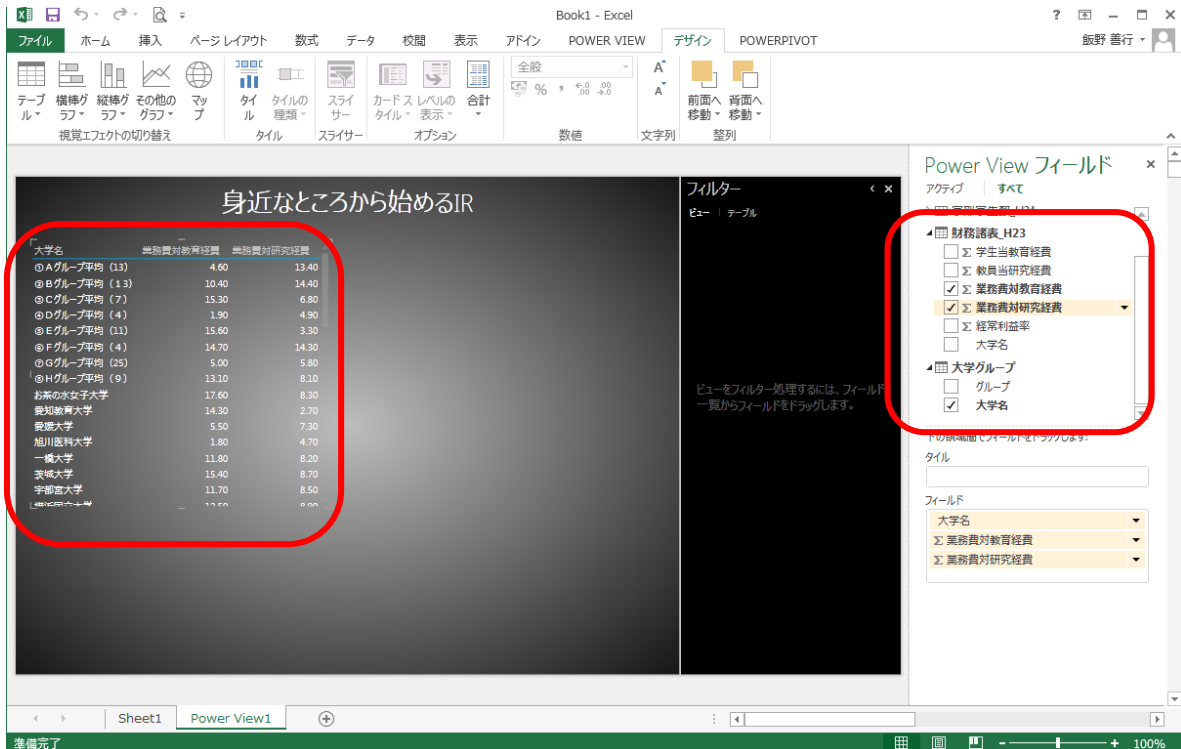 Book1 - Excel
ファイル ホーム 挿入 ページ レイアウト 数式 データ 校閲 表示 アドイン POWER VIEW デザイン POWERPIVOT 飯野 善行
テーブル 横棒グラフ 縦棒グラフ その他のグラフ マップ タイル タイルの種類 スライサー カード スタイル レベルの表示 合計 全般 前面へ移動 背面へ移動
視覚エフェクトの切り替え タイル スライサー オプション 数値 文字列 整列
身近なところから始めるIR
大学名 業務費対教育経費 業務費対研究経費
①Aグループ平均 (13) 4.60 13.40
②Bグループ平均 (13) 10.40 14.40
③Cグループ平均 (7) 15.30 6.80
④Dグループ平均 (4) 1.90 4.90
⑤Eグループ平均 (11) 15.60 3.30
⑥Fグループ平均 (4) 14.70 14.30
⑦Gグループ平均 (25) 5.00 5.80
⑧Hグループ平均 (9) 13.10 8.10
お茶の水女子大学 17.60 8.30
愛知教育大学 14.30 2.70
愛媛大学 5.50 7.30
旭川医科大学 1.80 4.70
一橋大学 11.80 8.20
茨城大学 15.40 8.70
宇都宮大学 11.70 8.50
フィルター
ビュー テーブル
ビューをフィルター処理するには、フィールド
一覧からフィールドをドラッグします。
Power View フィールド
アクティブ すべて
財務諸表_H23
Σ 学生当教育経費
Σ 教員当研究経費
Σ 業務費対教育経費
Σ 業務費対研究経費
Σ 経常利益率
大学名
大学グループ
グループ
大学名
下の領域間でフィールドをドラッグします:
タイル
フィールド
大学名
Σ 業務費対教育経費
Σ 業務費対研究経費
Sheet1 Power View1
準備完了 100%